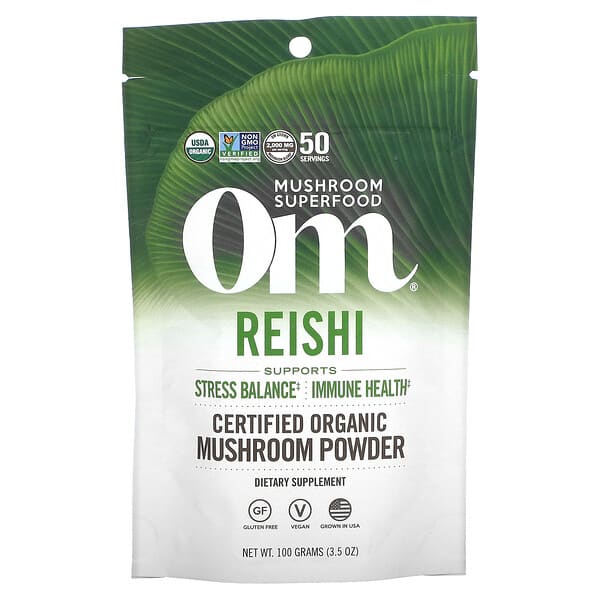 USDA
ORGANIC
NON
GMO
Project
VERIFIED
nongmoproject.org
2,000 MG
50
SERVINGS
MUSHROOM
SUPERFOOD
Om®
REISHI
SUPPORTS
STRESS BALANCE‡ IMMUNE HEALTH‡
CERTIFIED ORGANIC
MUSHROOM POWDER
DIETARY SUPPLEMENT
GF V
GLUTEN FREE VEGAN GROWN IN USA
NET WT. 100 GRAMS (3.5 OZ)